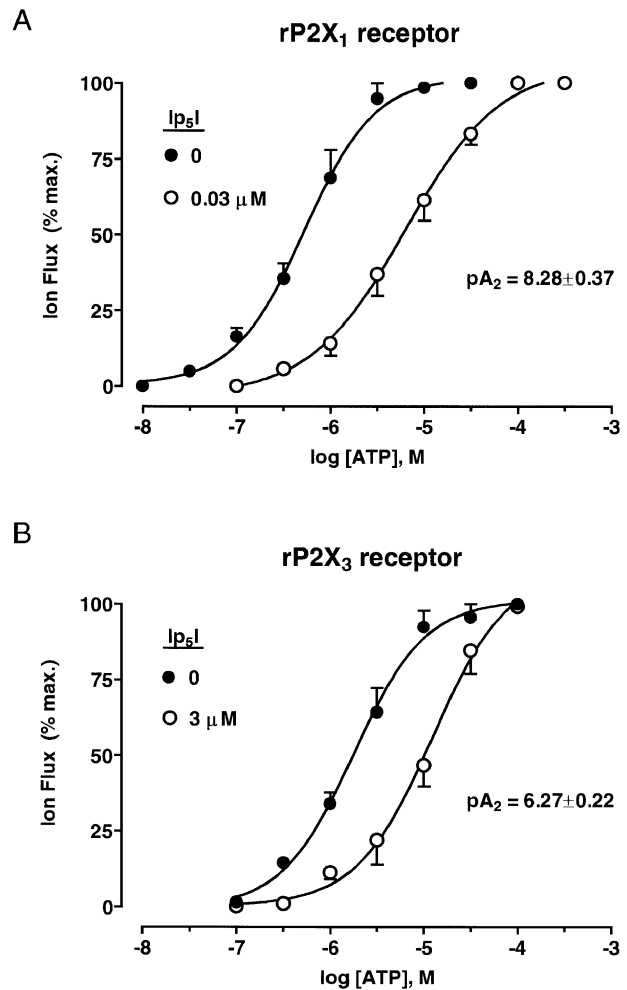 A
rP2X₁ receptor
Ip₅I
0
0.03 μM
Ion Flux (% max.)
100
75
50
25
0
pA₂ = 8.28±0.37
-8 -7 -6 -5 -4 -3
log [ATP], M
B
rP2X₃ receptor
Ip₅I
0
3 μM
Ion Flux (% max.)
100
75
50
25
0
pA₂ = 6.27±0.22
-8 -7 -6 -5 -4 -3
log [ATP], M